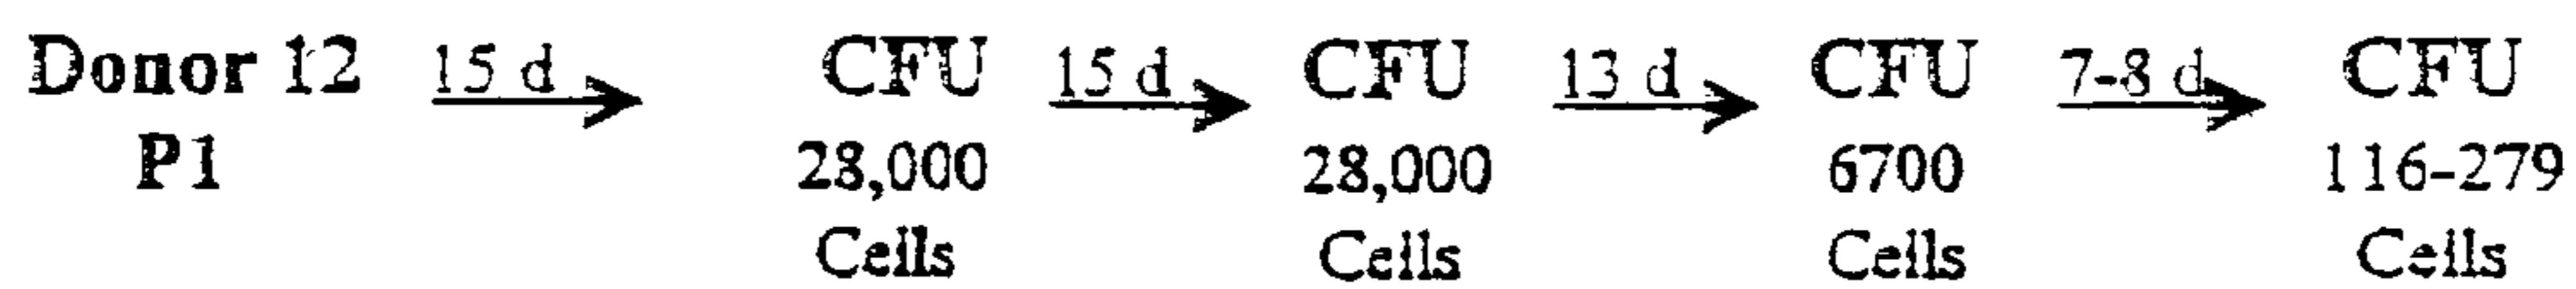 Donor 12 15 d CFU 15 d CFU 13 d CFU 7-8 d CFU
P1 28,000 28,000 6700 116-279
Cells Cells Cells Cells